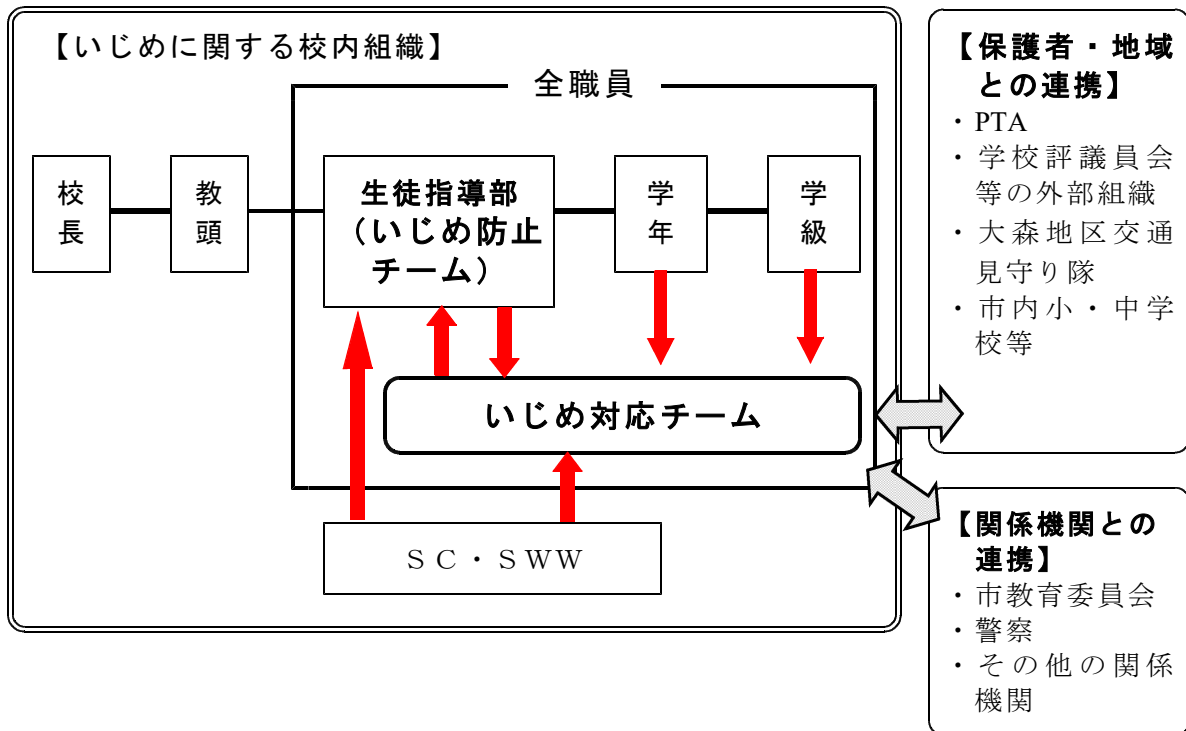 【いじめに関する校内組織】
全職員
校
長
教
頭
生徒指導部
（いじめ防止
チーム）
学
年
学
級
いじめ対応チーム
ＳＣ・ＳＷＷ
【保護者・地域
との連携】
・PTA
・学校評議員会
等の外部組織
・大森地区交通
見守り隊
・市内小・中学
校等
【関係機関との
連携】
・市教育委員会
・警察
・その他の関係
機関